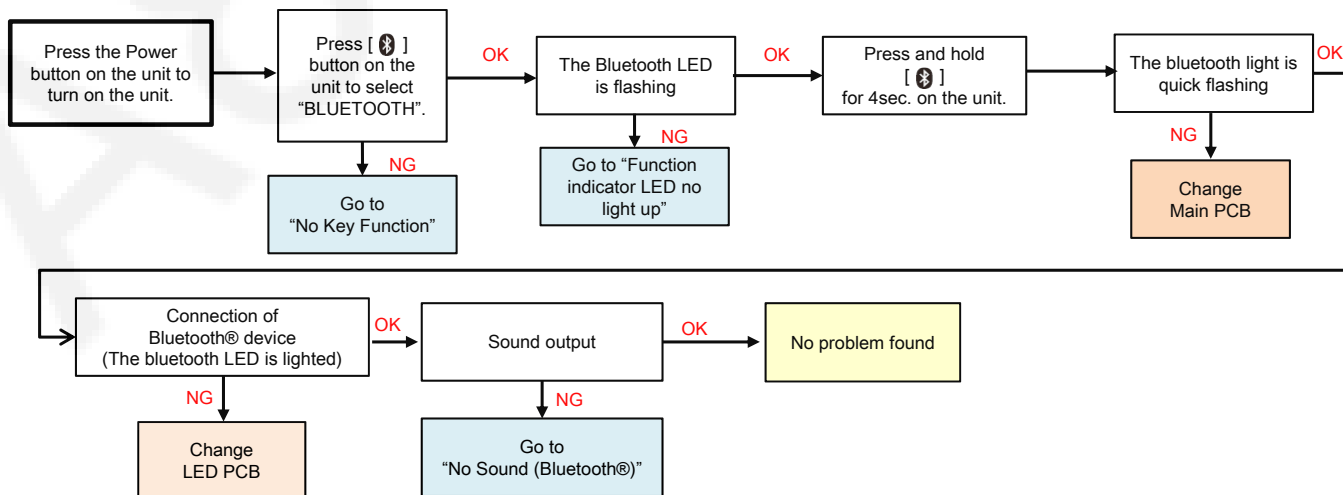 Press the Power
button on the unit to
turn on the unit.
Press [ ]
button on the
unit to select
“BLUETOOTH”.
OK
NG
Go to
“No Key Function”
The Bluetooth LED
is flashing
OK
NG
Go to “Function
indicator LED no
light up”
Press and hold
[ ]
for 4sec. on the unit.
The bluetooth light is
quick flashing
OK
NG
Change
Main PCB
Connection of
Bluetooth® device
(The bluetooth LED is lighted)
OK
NG
Change
LED PCB
Sound output
OK
NG
Go to
“No Sound (Bluetooth®)”
No problem found